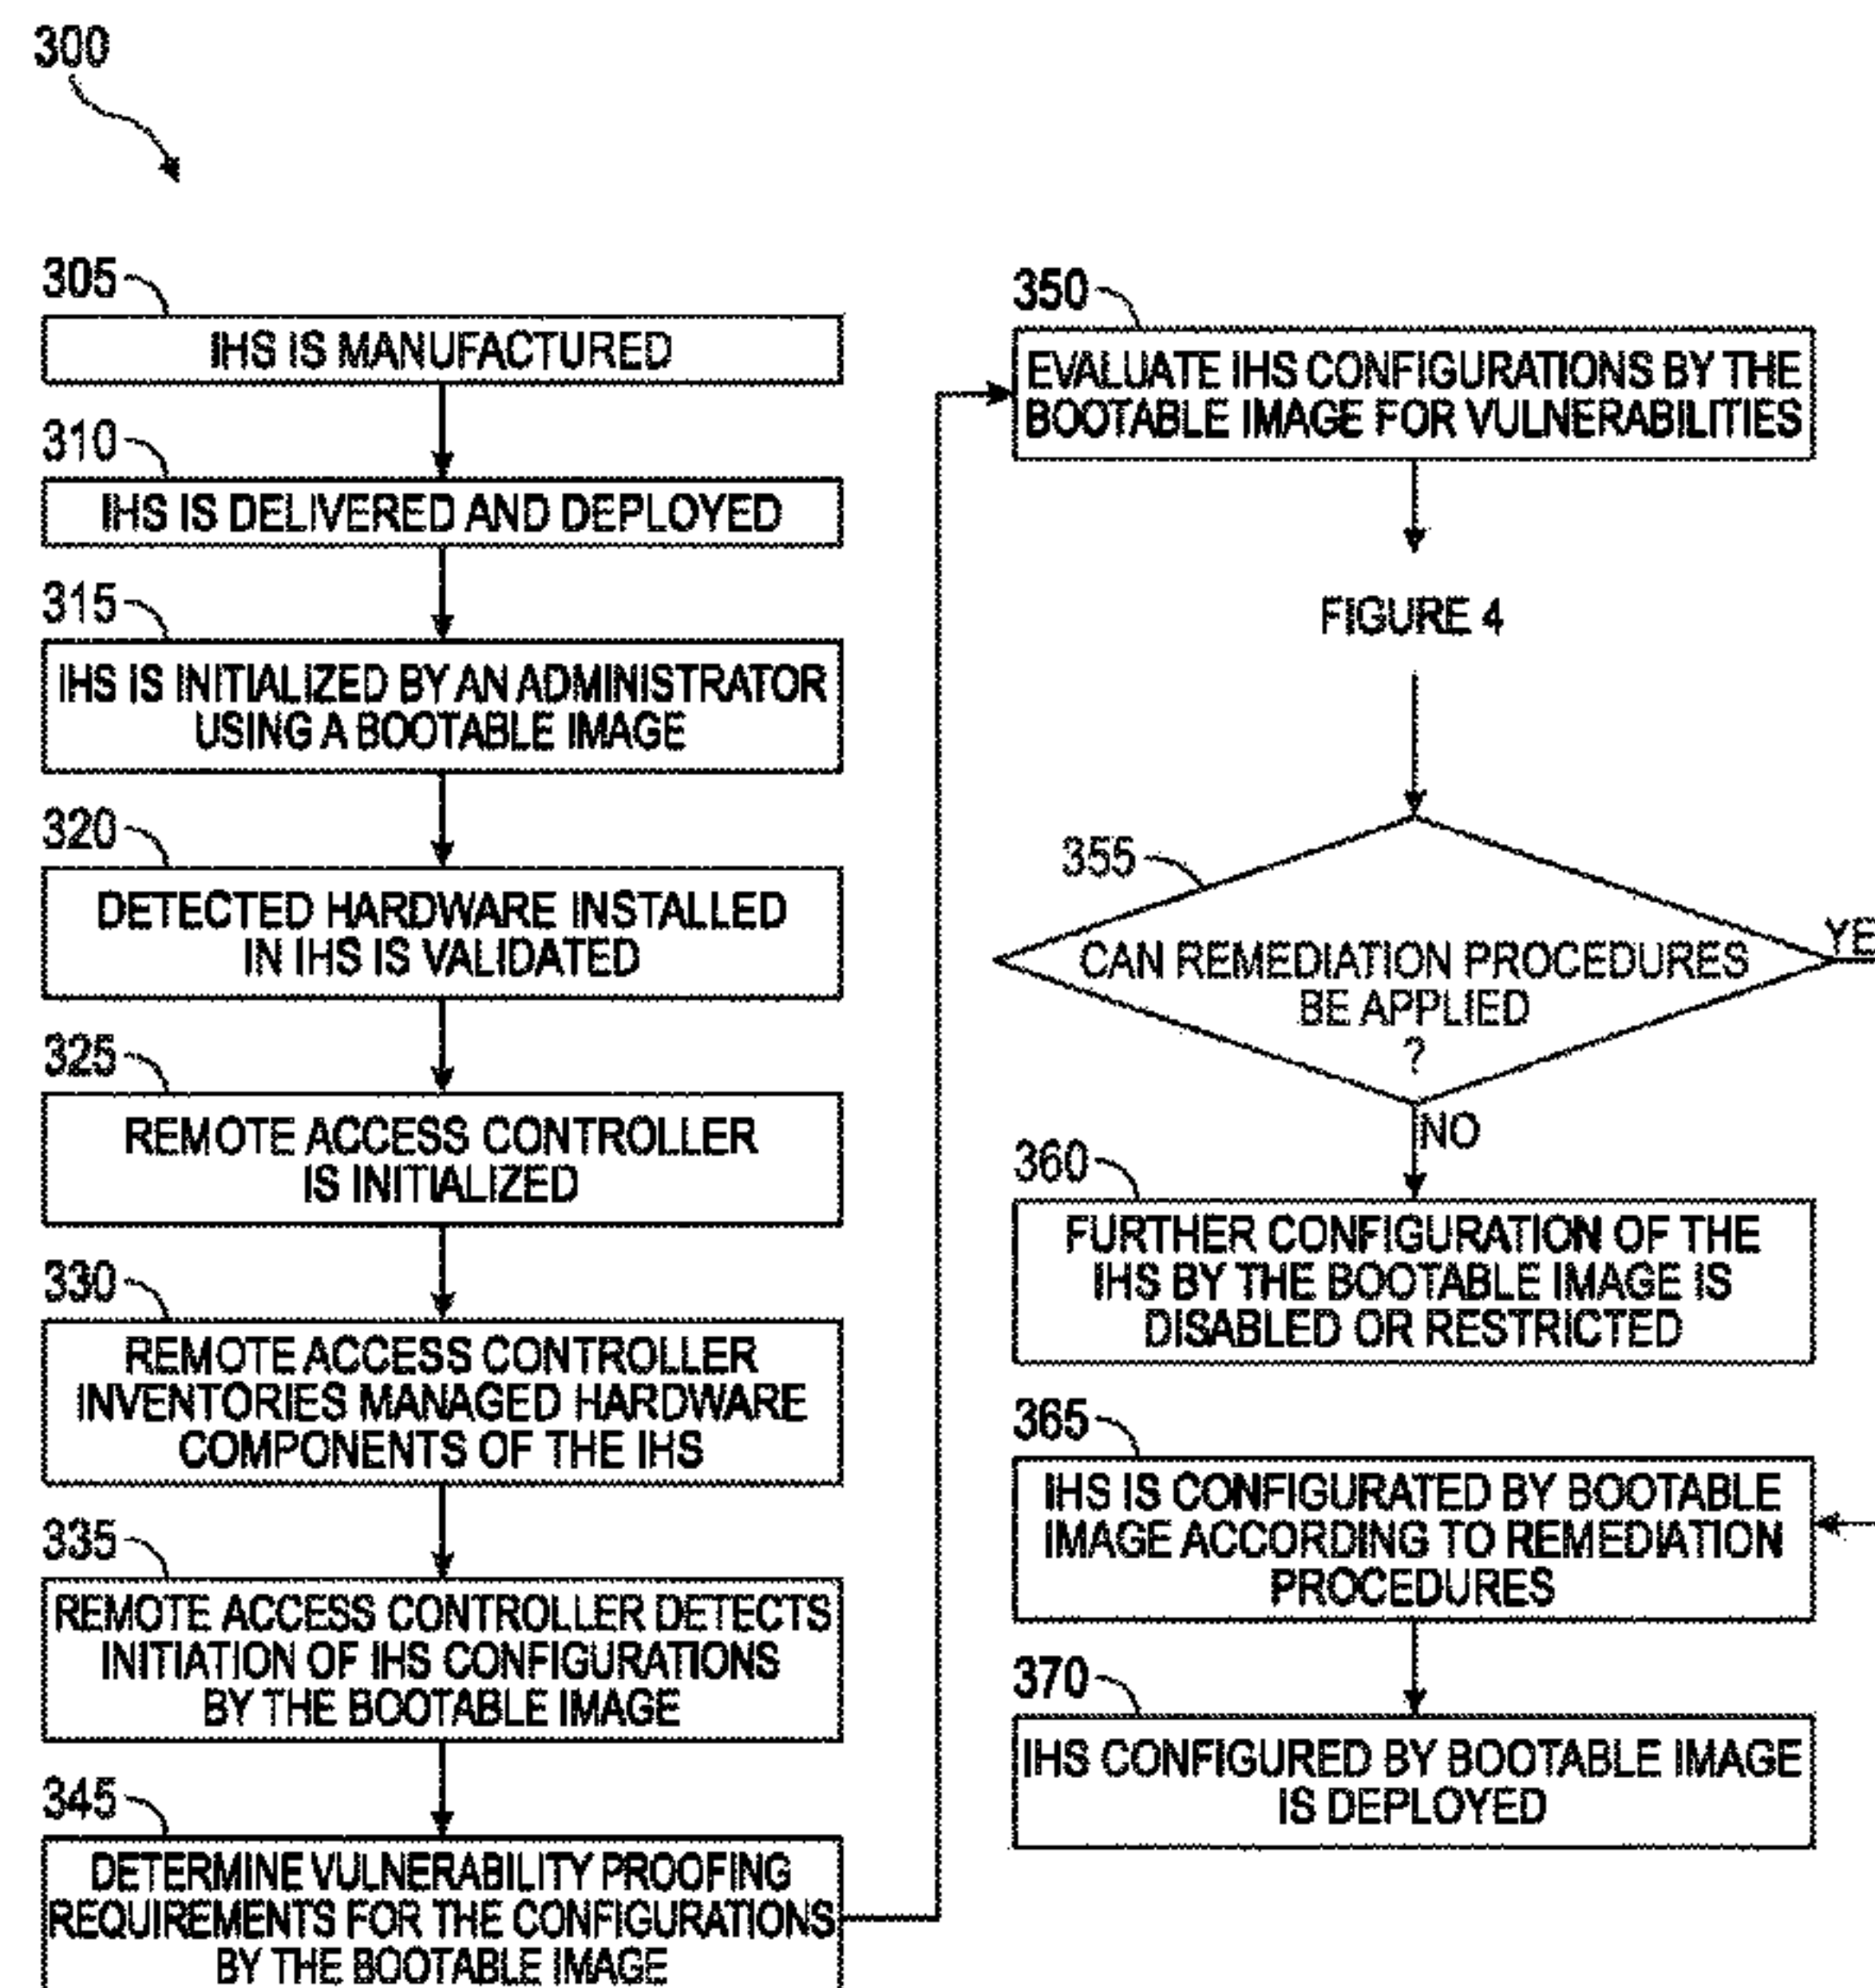 300
305
IHS IS MANUFACTURED
310
IHS IS DELIVERED AND DEPLOYED
315
IHS IS INITIALIZED BY AN ADMINISTRATOR
USING A BOOTABLE IMAGE
320
DETECTED HARDWARE INSTALLED
IN IHS IS VALIDATED
325
REMOTE ACCESS CONTROLLER
IS INITIALIZED
330
REMOTE ACCESS CONTROLLER
INVENTORIES MANAGED HARDWARE
COMPONENTS OF THE IHS
335
REMOTE ACCESS CONTROLLER DETECTS
INITIATION OF IHS CONFIGURATIONS
BY THE BOOTABLE IMAGE
345
DETERMINE VULNERABILITY PROOFING
REQUIREMENTS FOR THE CONFIGURATIONS
BY THE BOOTABLE IMAGE
350
EVALUATE IHS CONFIGURATIONS BY THE
BOOTABLE IMAGE FOR VULNERABILITIES
FIGURE 4
355
CAN REMEDIATION PROCEDURES
BE APPLIED
?
YE
NO
360
FURTHER CONFIGURATION OF THE
IHS BY THE BOOTABLE IMAGE IS
DISABLED OR RESTRICTED
365
IHS IS CONFIGURATED BY BOOTABLE
IMAGE ACCORDING TO REMEDIATION
PROCEDURES
370
IHS CONFIGURED BY BOOTABLE IMAGE
IS DEPLOYED